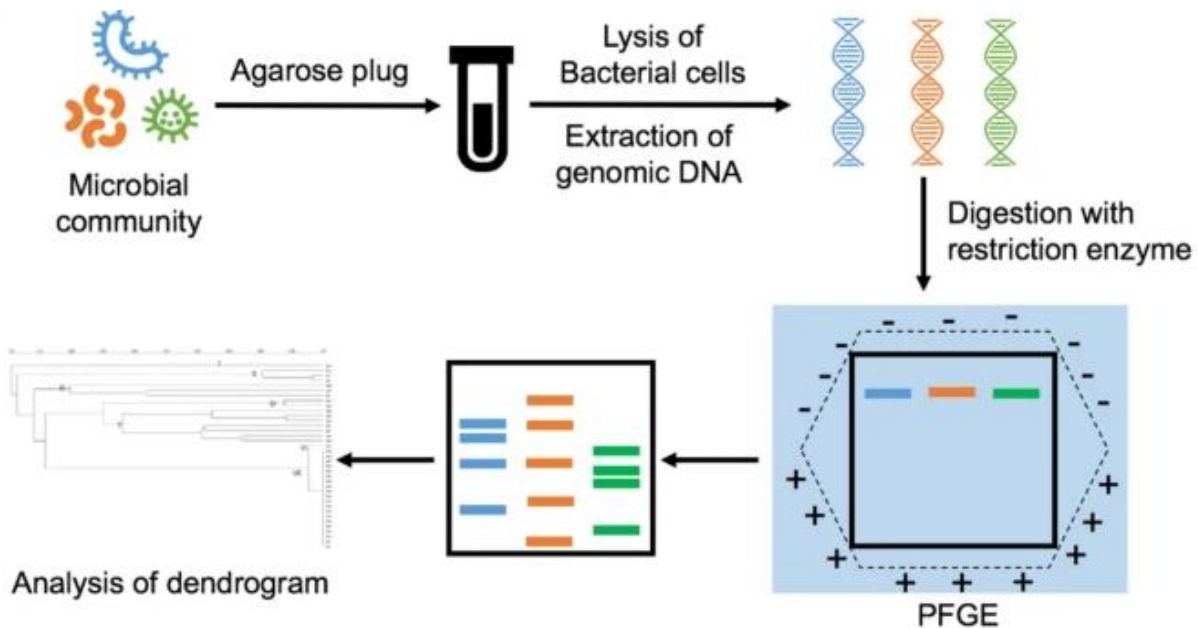 Agarose plug
Lysis of
Bacterial cells
Extraction of
genomic DNA
Microbial
community
Digestion with
restriction enzyme
- - -
- -
- -
- -
+ +
+ +
+ +
+ + +
PFGE
Analysis of dendrogram